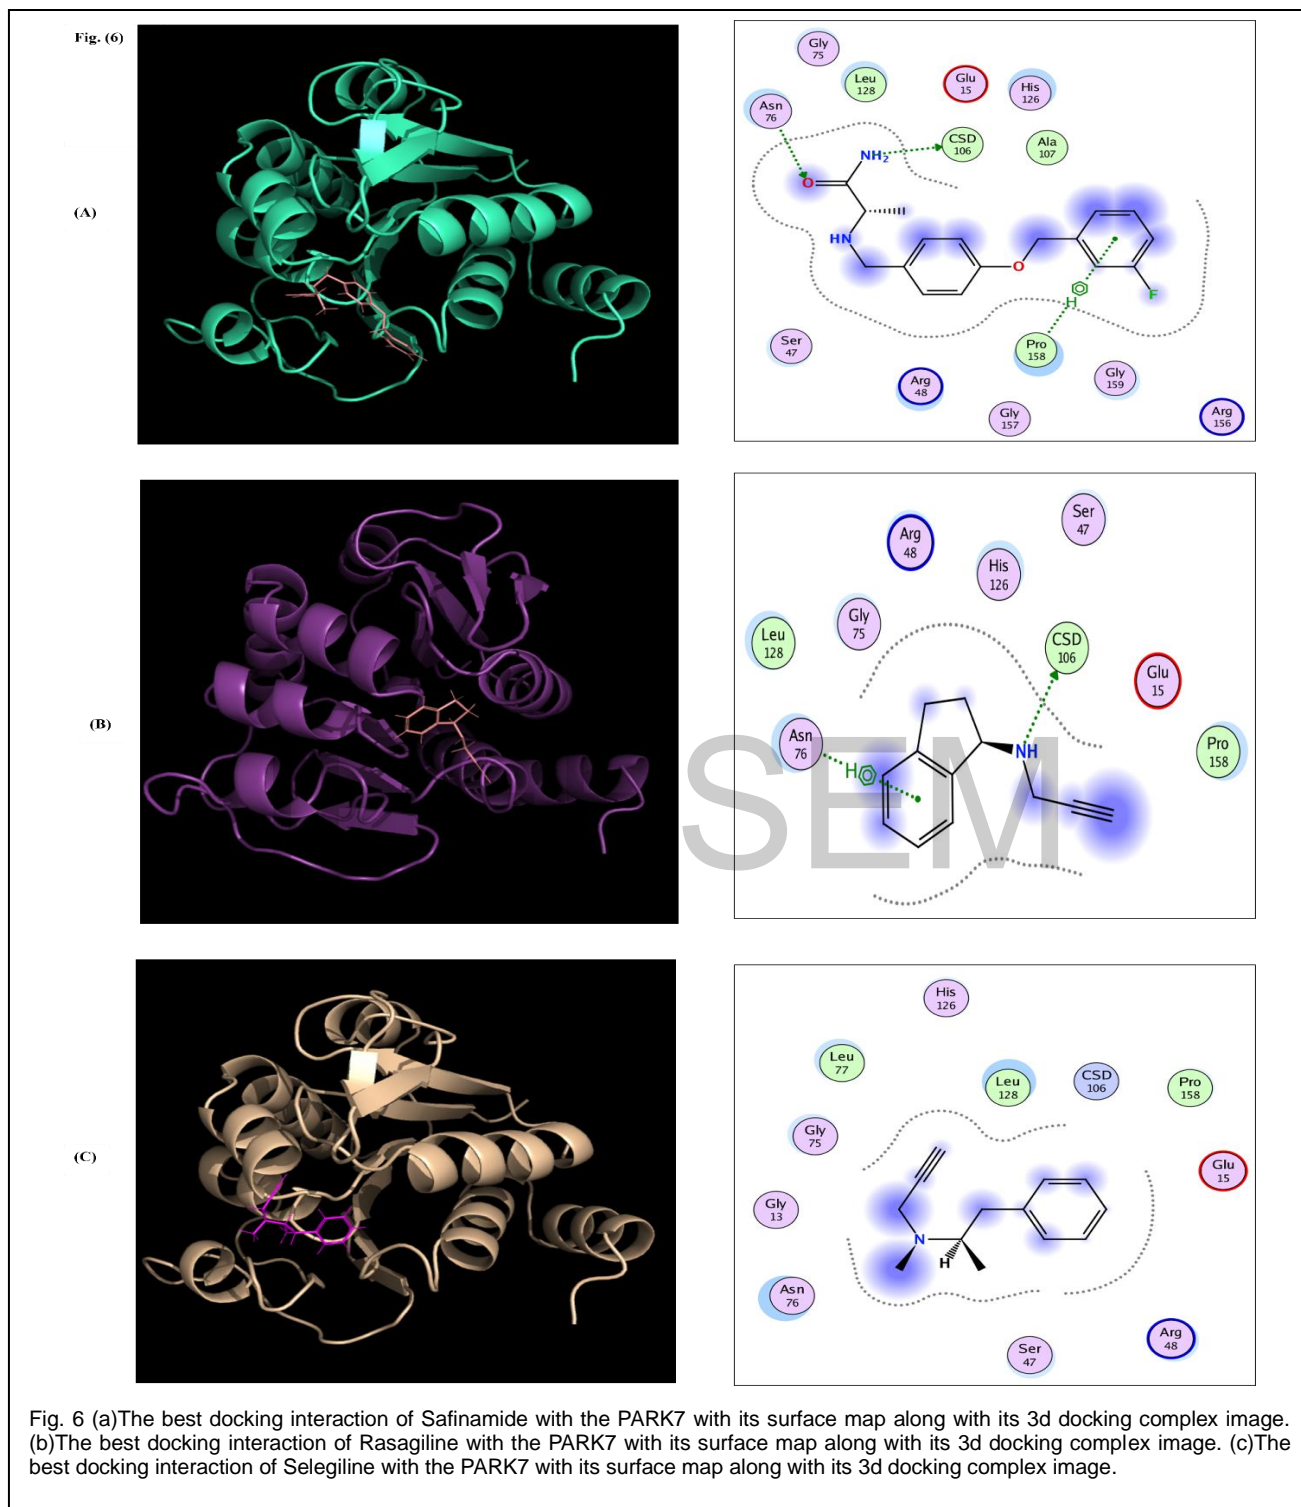 Fig. (6)
(A)
Gly
75
Leu
128
Glu
15
His
126
Asn
76
CSD
106
Ala
107
NH2
O
HN
O
F
H
Pro
158
Ser
47
Arg
48
Gly
159
Gly
157
Arg
156
(B)
Ser
47
Arg
48
His
126
Gly
75
Leu
128
CSD
106
Glu
15
Asn
76
H
NH
Pro
158
SEM
(C)
His
126
Leu
77
Leu
128
CSD
106
Pro
158
Gly
75
Glu
15
Gly
13
N
H
Asn
76
Ser
47
Arg
48
Fig. 6 (a)The best docking interaction of Safinamide with the PARK7 with its surface map along with its 3d docking complex image.
(b)The best docking interaction of Rasagiline with the PARK7 with its surface map along with its 3d docking complex image. (c)The
best docking interaction of Selegiline with the PARK7 with its surface map along with its 3d docking complex image.